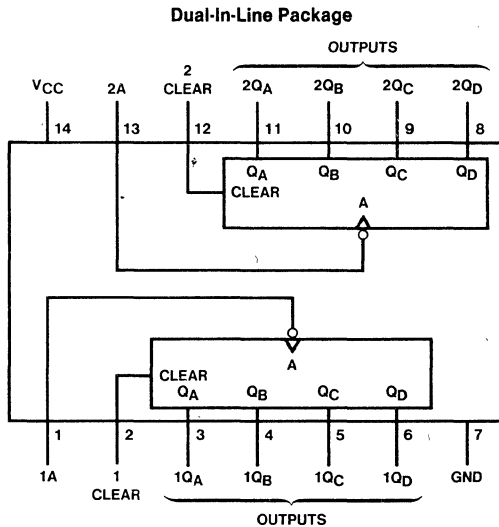 Dual-In-Line Package
OUTPUTS
VCC 2A 2 CLEAR 2QA 2QB 2QC 2QD
14 13 12 11 10 9 8
QA QB QC QD
CLEAR
A
A
CLEAR
QA QB QC QD
1 2 3 4 5 6 7
1A 1 CLEAR 1QA 1QB 1QC 1QD GND
OUTPUTS